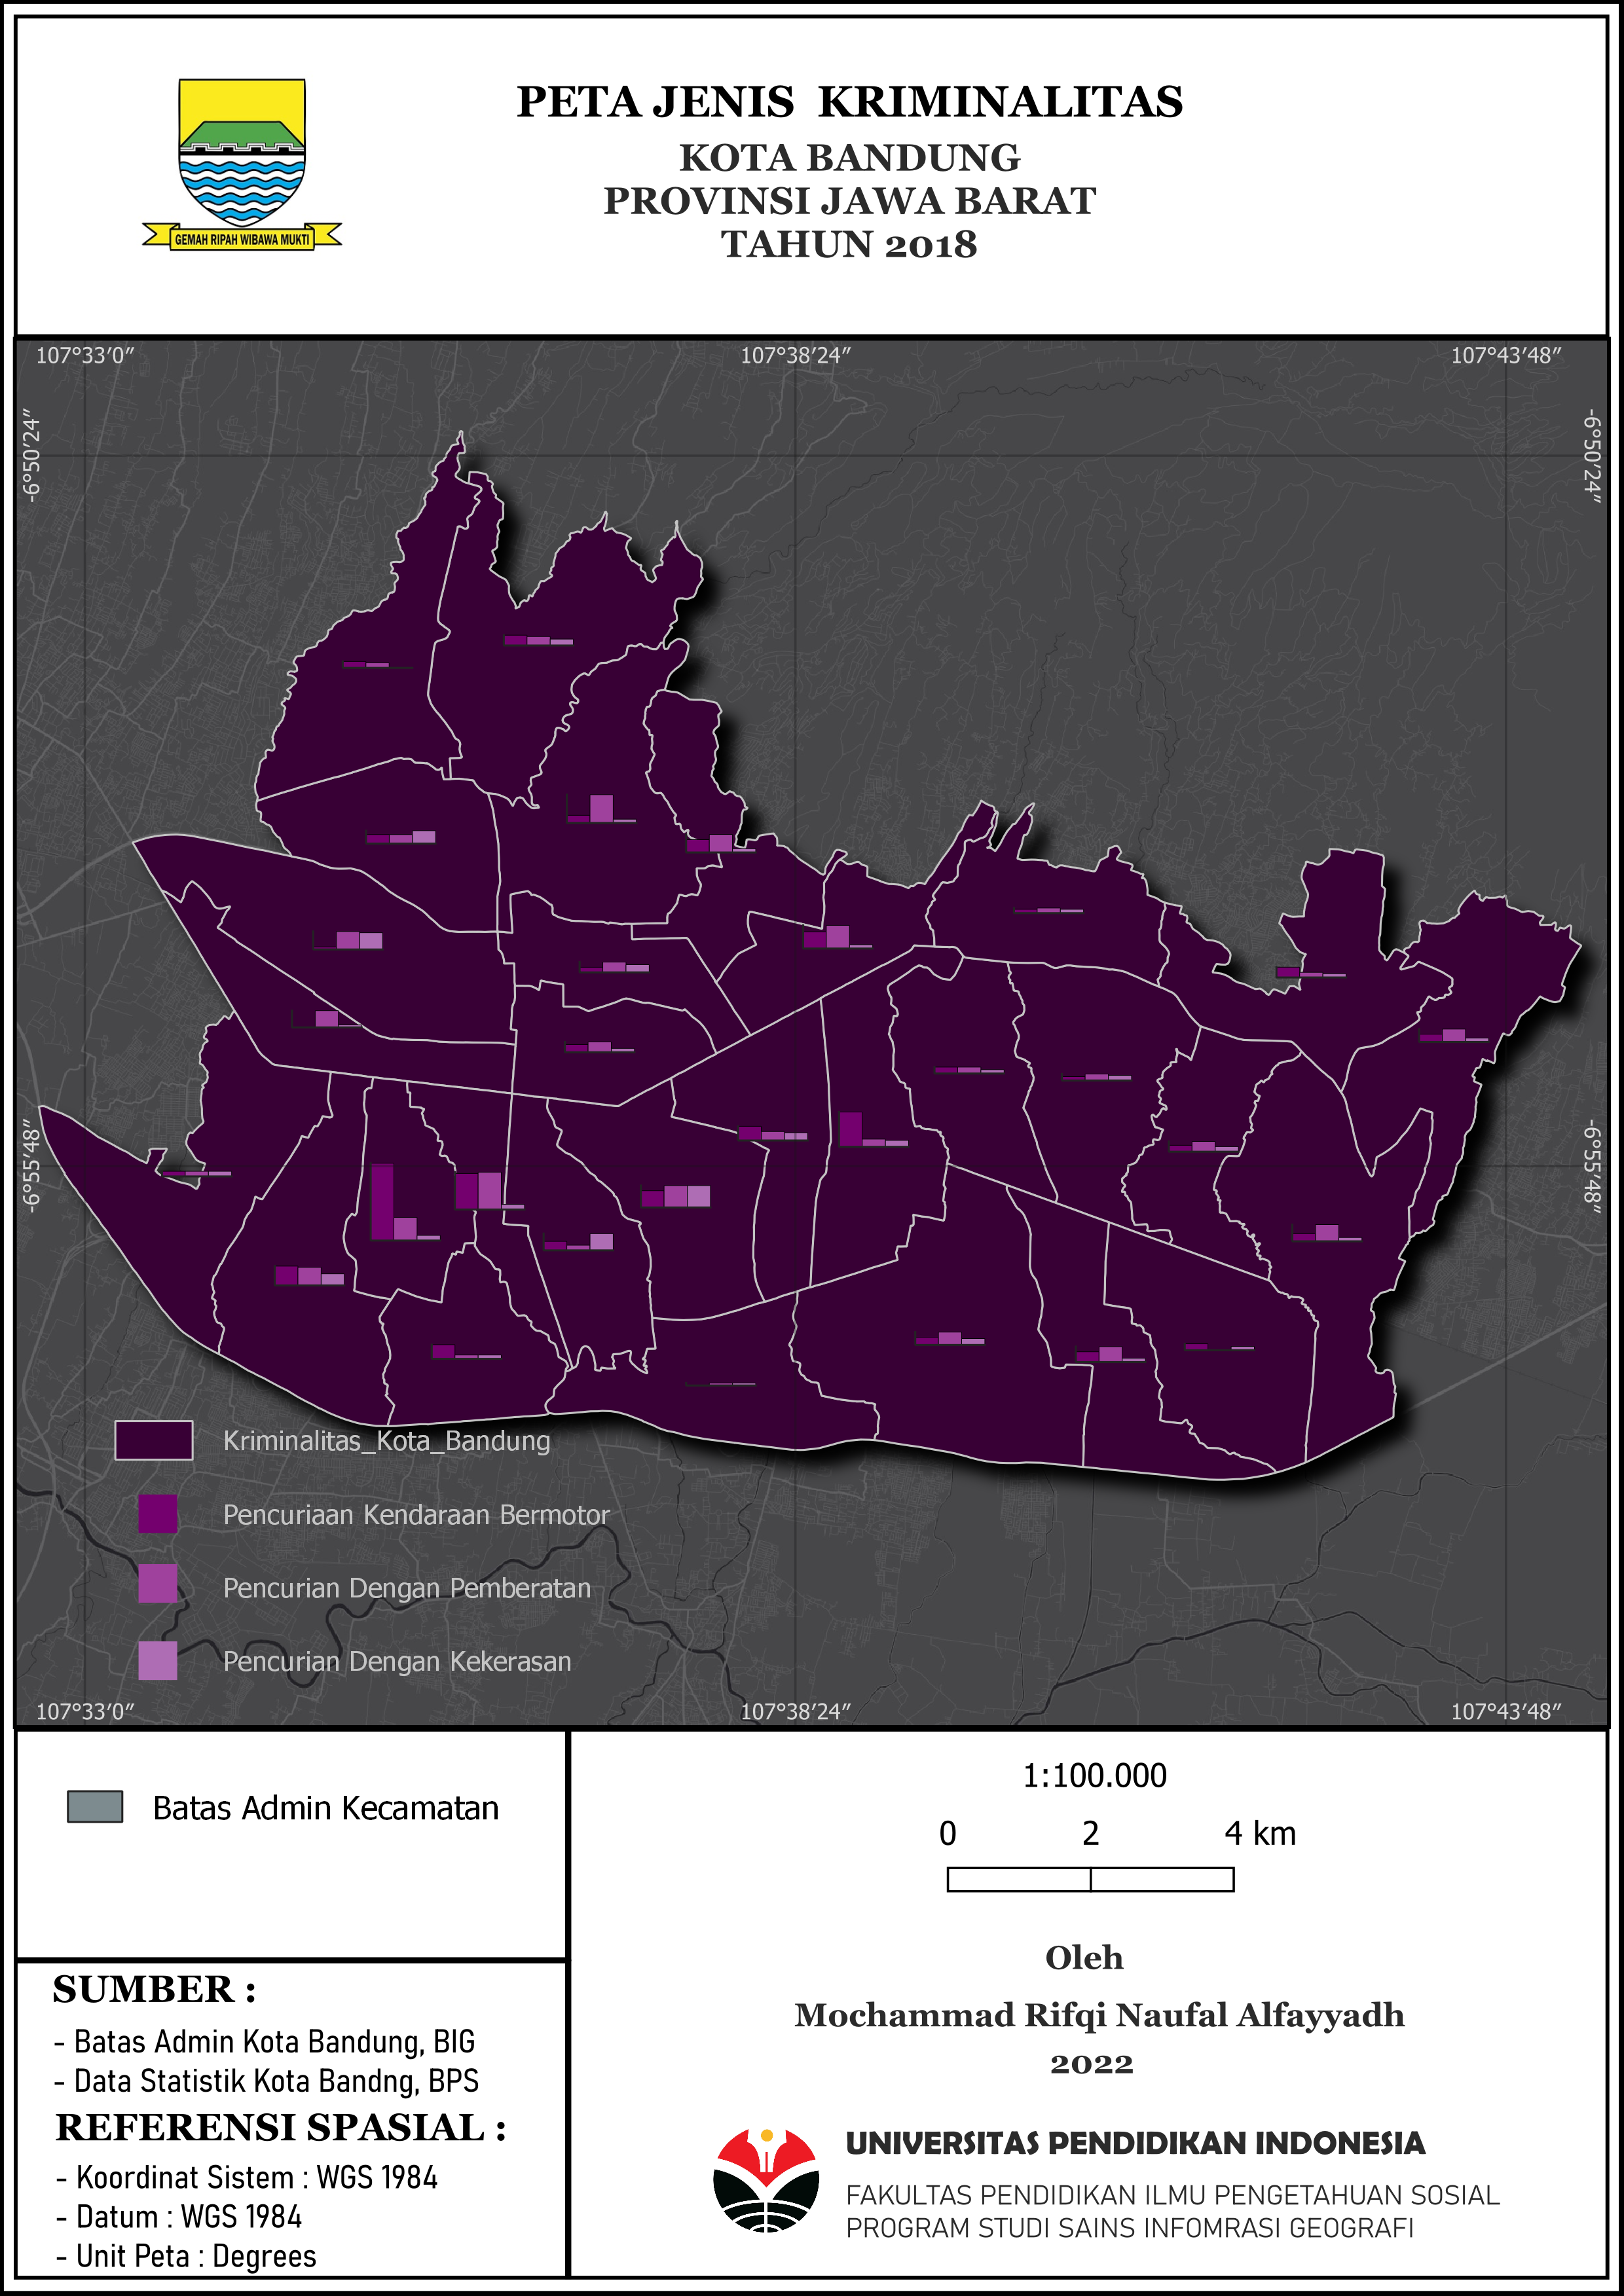 PETA JENIS KRIMINALITAS
KOTA BANDUNG
PROVINSI JAWA BARAT
TAHUN 2018
GEMAH RIPAH WIBAWA MUKTI
107°33′0″
107°38′24″
107°43′48″
-6°50′24″
-6°50′24″
-6°55′48″
-6°55′48″
Kriminalitas_Kota_Bandung
Pencuriaan Kendaraan Bermotor
Pencurian Dengan Pemberatan
Pencurian Dengan Kekerasan
107°33′0″
107°38′24″
107°43′48″
Batas Admin Kecamatan
SUMBER :
- Batas Admin Kota Bandung, BIG
- Data Statistik Kota Bandng, BPS
REFERENSI SPASIAL :
- Koordinat Sistem : WGS 1984
- Datum : WGS 1984
- Unit Peta : Degrees
1:100.000
0 2 4 km
Oleh
Mochammad Rifqi Naufal Alfayyadh
2022
UNIVERSITAS PENDIDIKAN INDONESIA
FAKULTAS PENDIDIKAN ILMU PENGETAHUAN SOSIAL
PROGRAM STUDI SAINS INFOMRASI GEOGRAFI